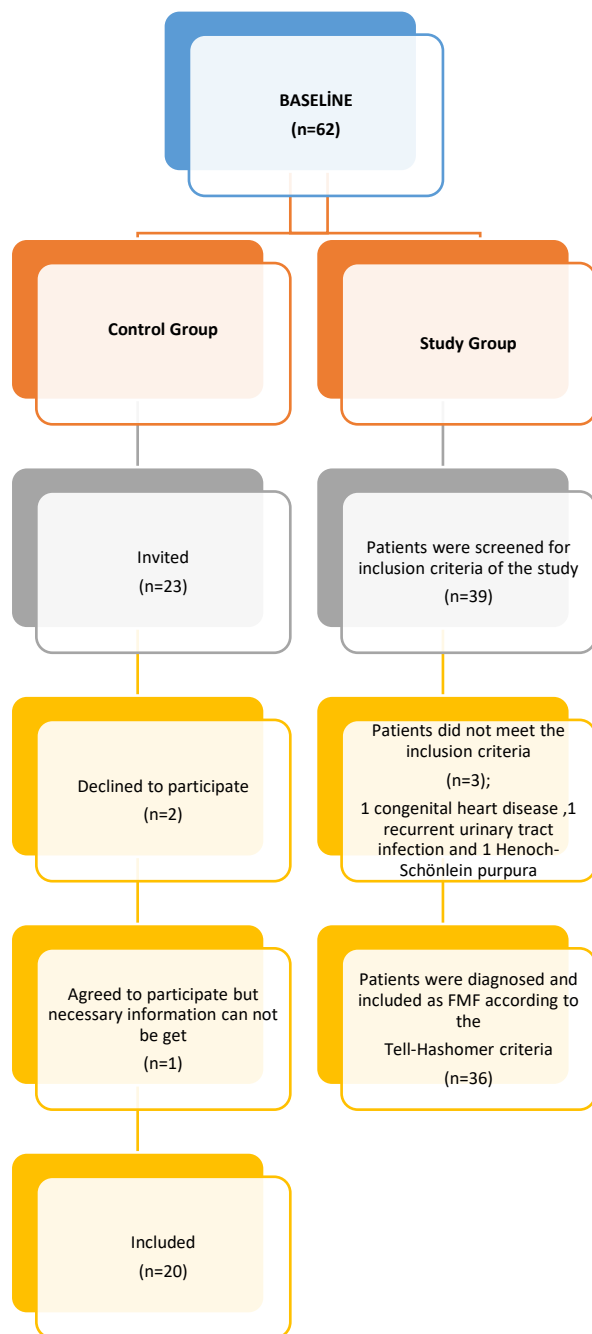 BASELİNE
(n=62)
Control Group
Study Group
Invited
(n=23)
Patients were screened for
inclusion criteria of the study
(n=39)
Declined to participate
(n=2)
Patients did not meet the
inclusion criteria
(n=3);
1 congenital heart disease ,1
recurrent urinary tract
infection and 1 Henoch-
Schönlein purpura
Agreed to participate but
necessary information can not
be get
(n=1)
Patients were diagnosed and
included as FMF according to
the
Tell-Hashomer criteria
(n=36)
Included
(n=20)